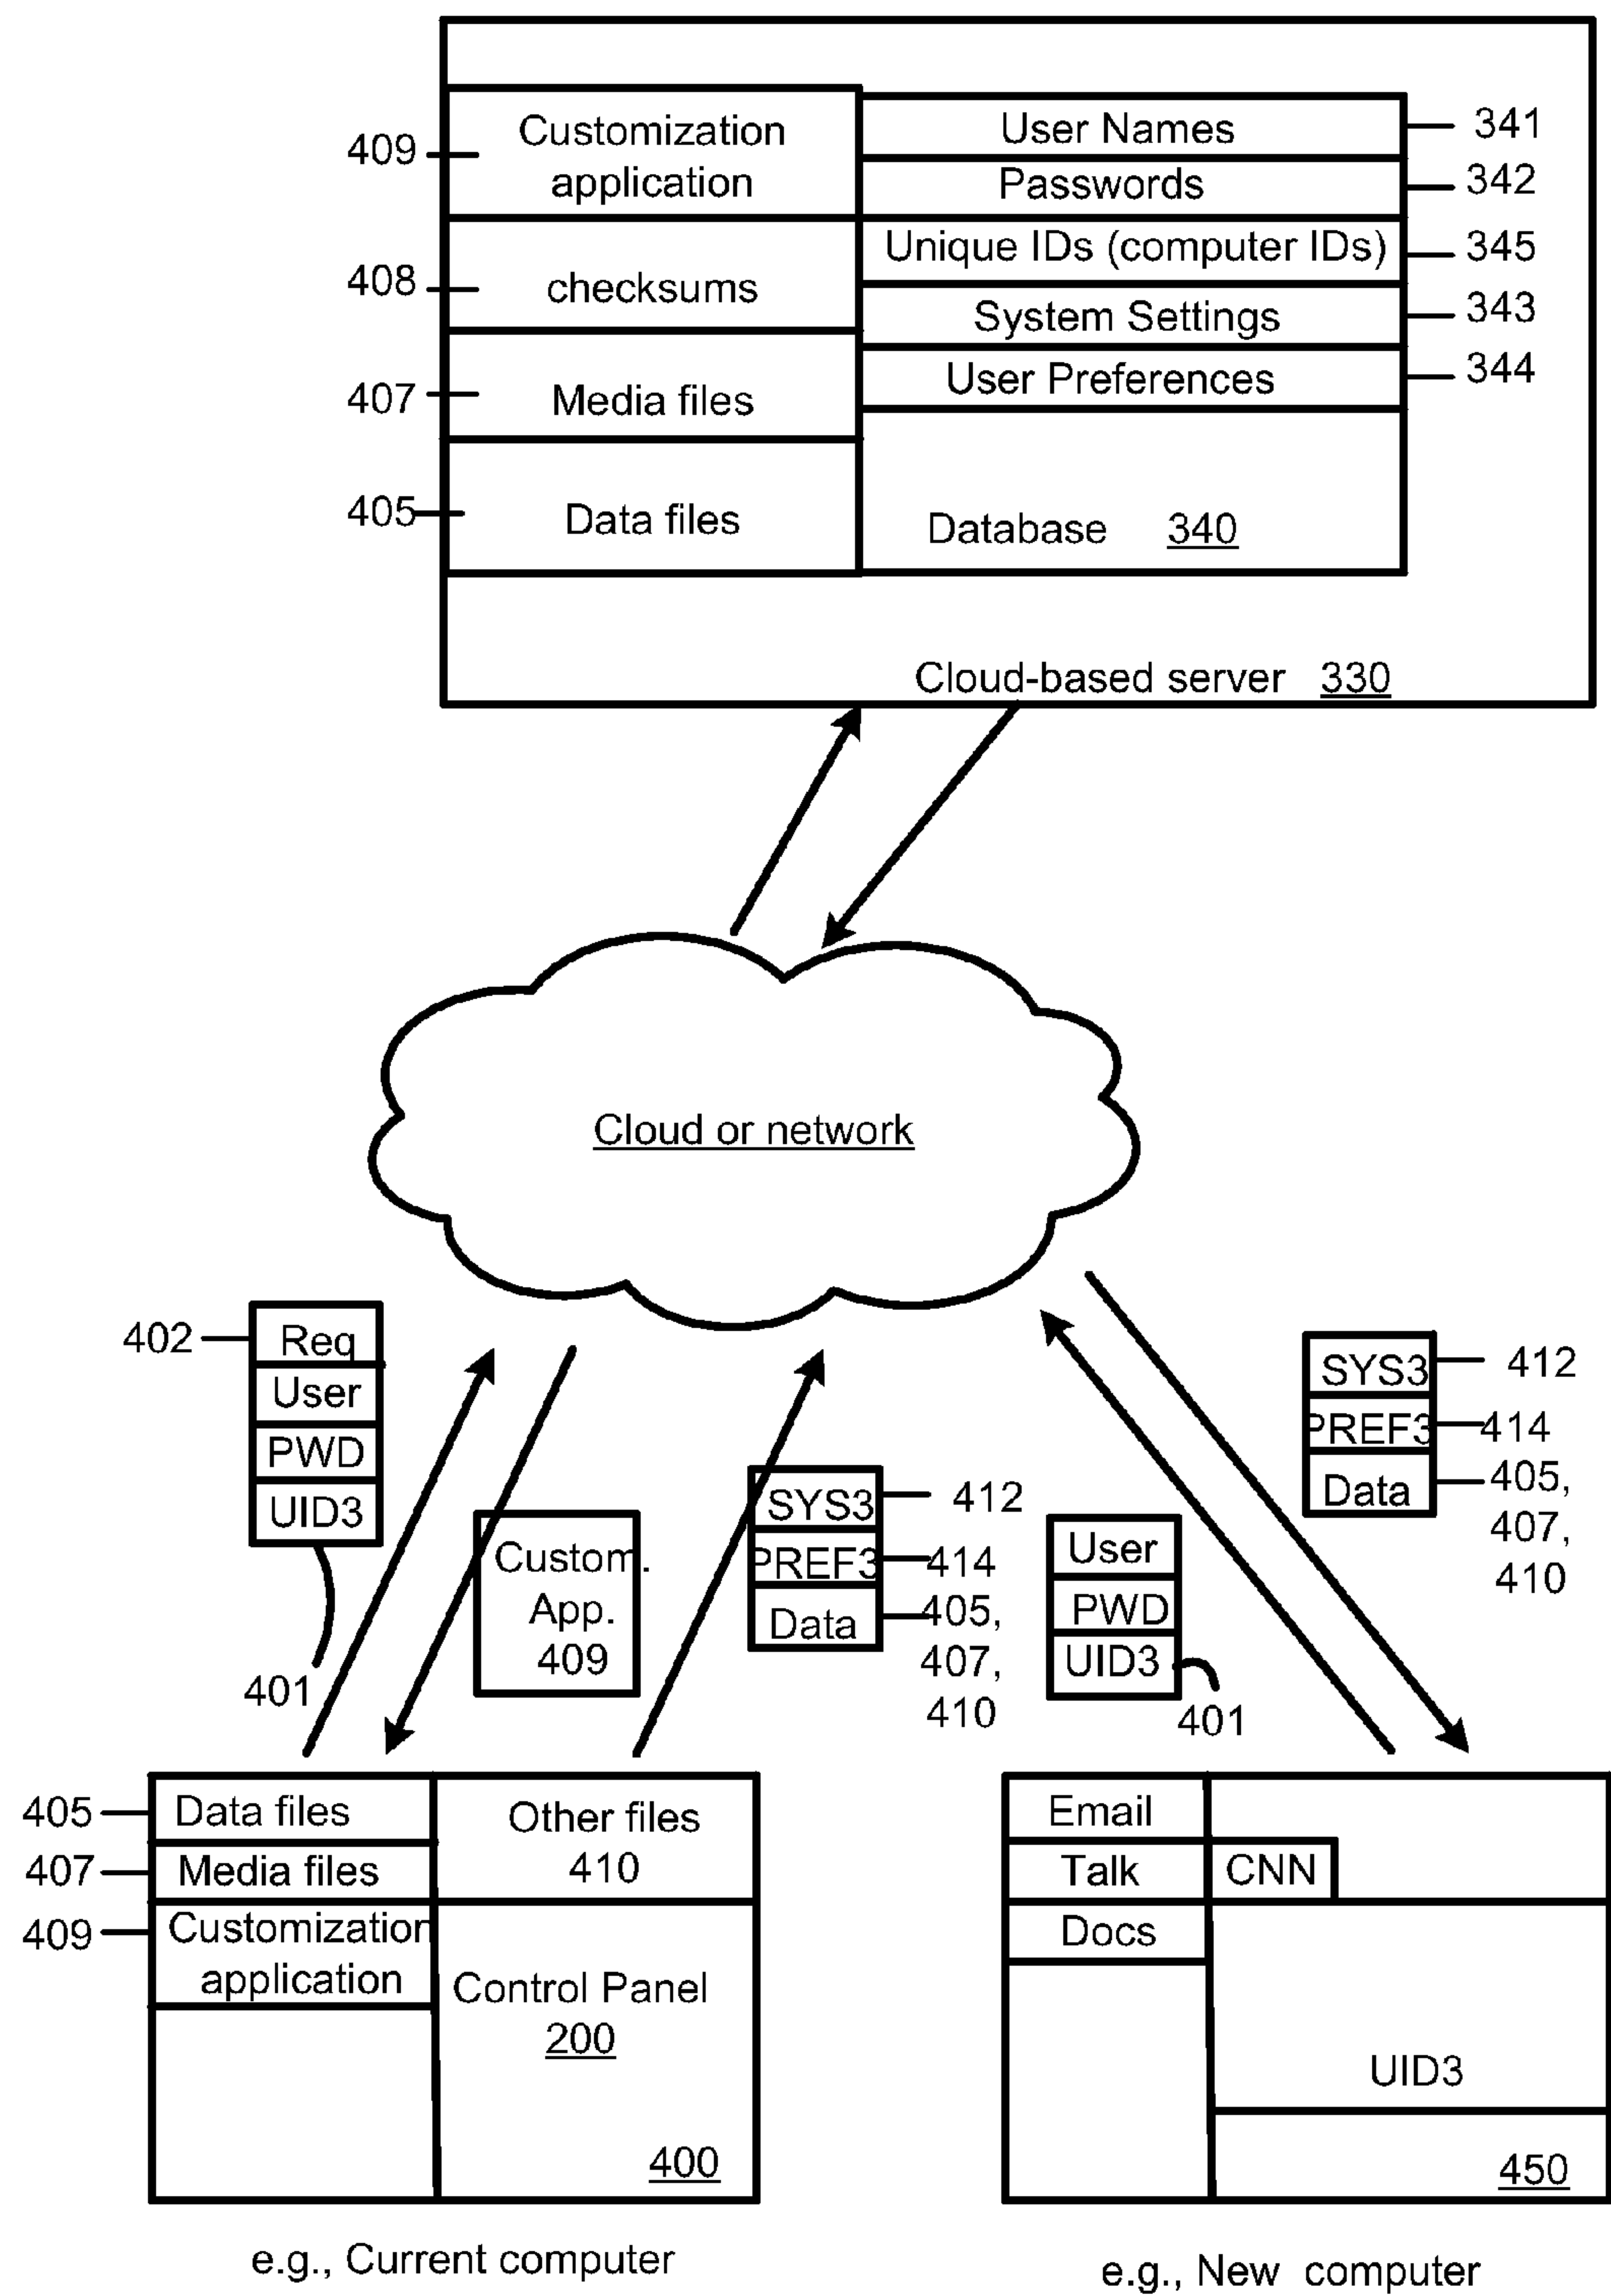 Customization
application
409
checksums
408
Media files
407
Data files
405
User Names
341
Passwords
342
Unique IDs (computer IDs)
345
System Settings
343
User Preferences
344
Database 340
Cloud-based server 330
Cloud or network
402
Req
User
PWD
UID3
401
Custom.
App.
409
SYS3
412
PREF3
414
Data
405,
407,
410
User
PWD
UID3
401
SYS3
412
PREF3
414
Data
405,
407,
410
405
Data files
407
Media files
409
Customization
application
Other files
410
Control Panel
200
400
e.g., Current computer
Email
Talk
CNN
Docs
UID3
450
e.g., New computer